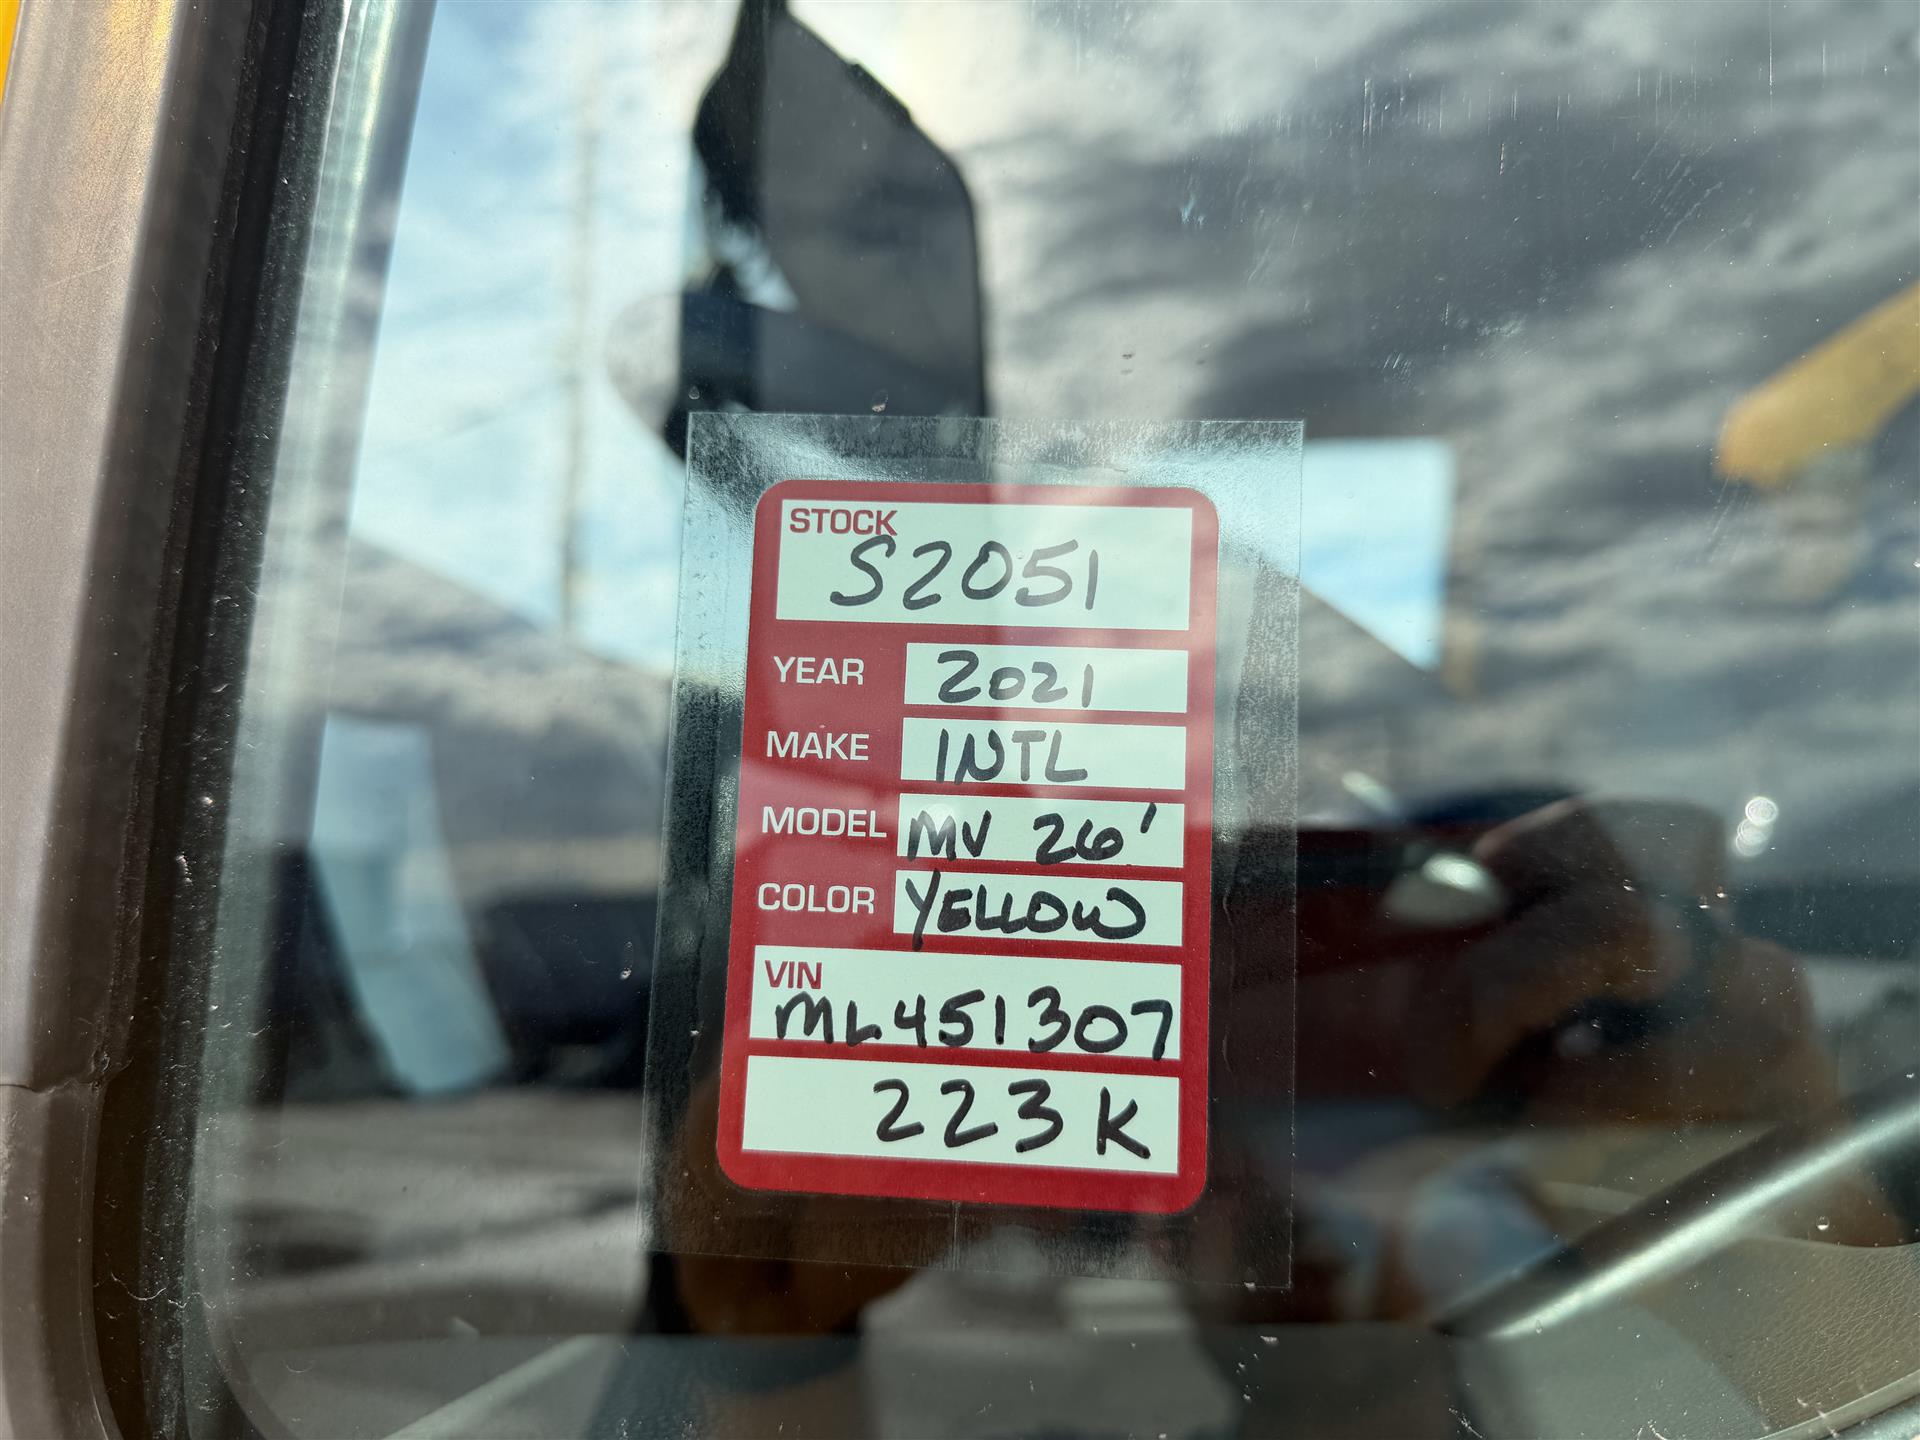 STOCK
S2051
YEAR 2021
MAKE INTL
MODEL MV 26'
COLOR YELLOW
VIN
ML451307
223K